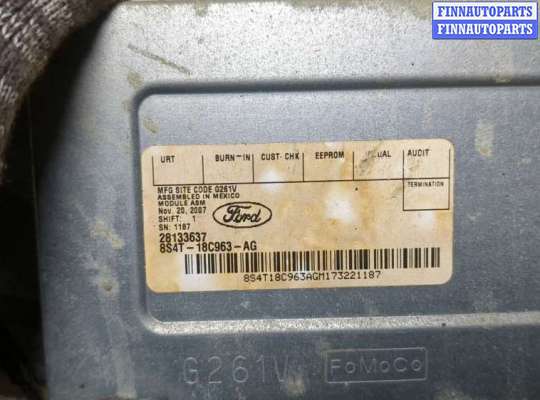 FINNAUTOPARTS
FINNAUTOPARTS
URT BURN-IN CUST-CHK EEPROM AUDIT
TERMINATION
MFG SITE CODE G261V
ASSEMBLED IN MEXICO
MODULE ASM
Nov. 20, 2007
SHIFT: 1
SN: 1187
Ford
28133637
8S4T-18C963-AG
8S4T18C963AGM173221187
G261V FoMoCo